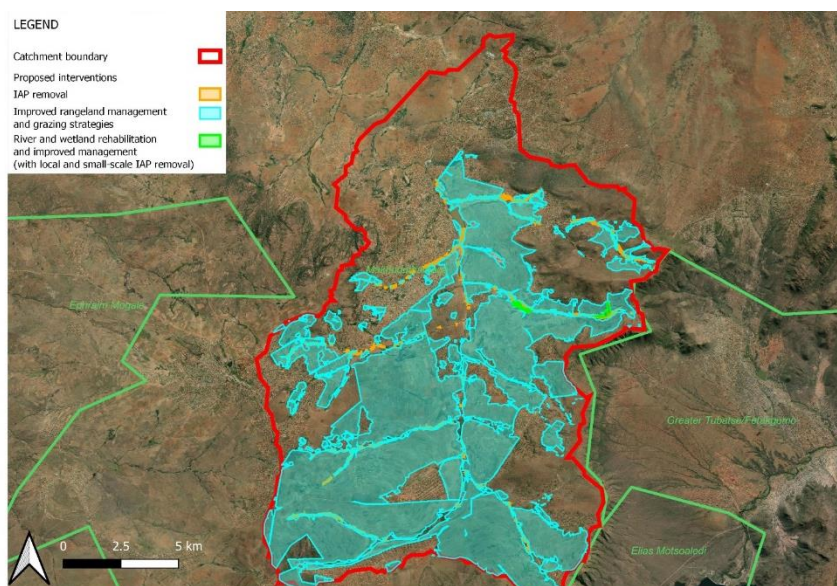 LEGEND
Catchment boundary
Proposed interventions
IAP removal
Improved rangeland management
and grazing strategies
River and wetland rehabilitation
and improved management
(with local and small-scale IAP removal)
Ephraim Mogale
Greater Tubatse/Fetakgomo
Elias Motsoaledi
0 2.5 5 km